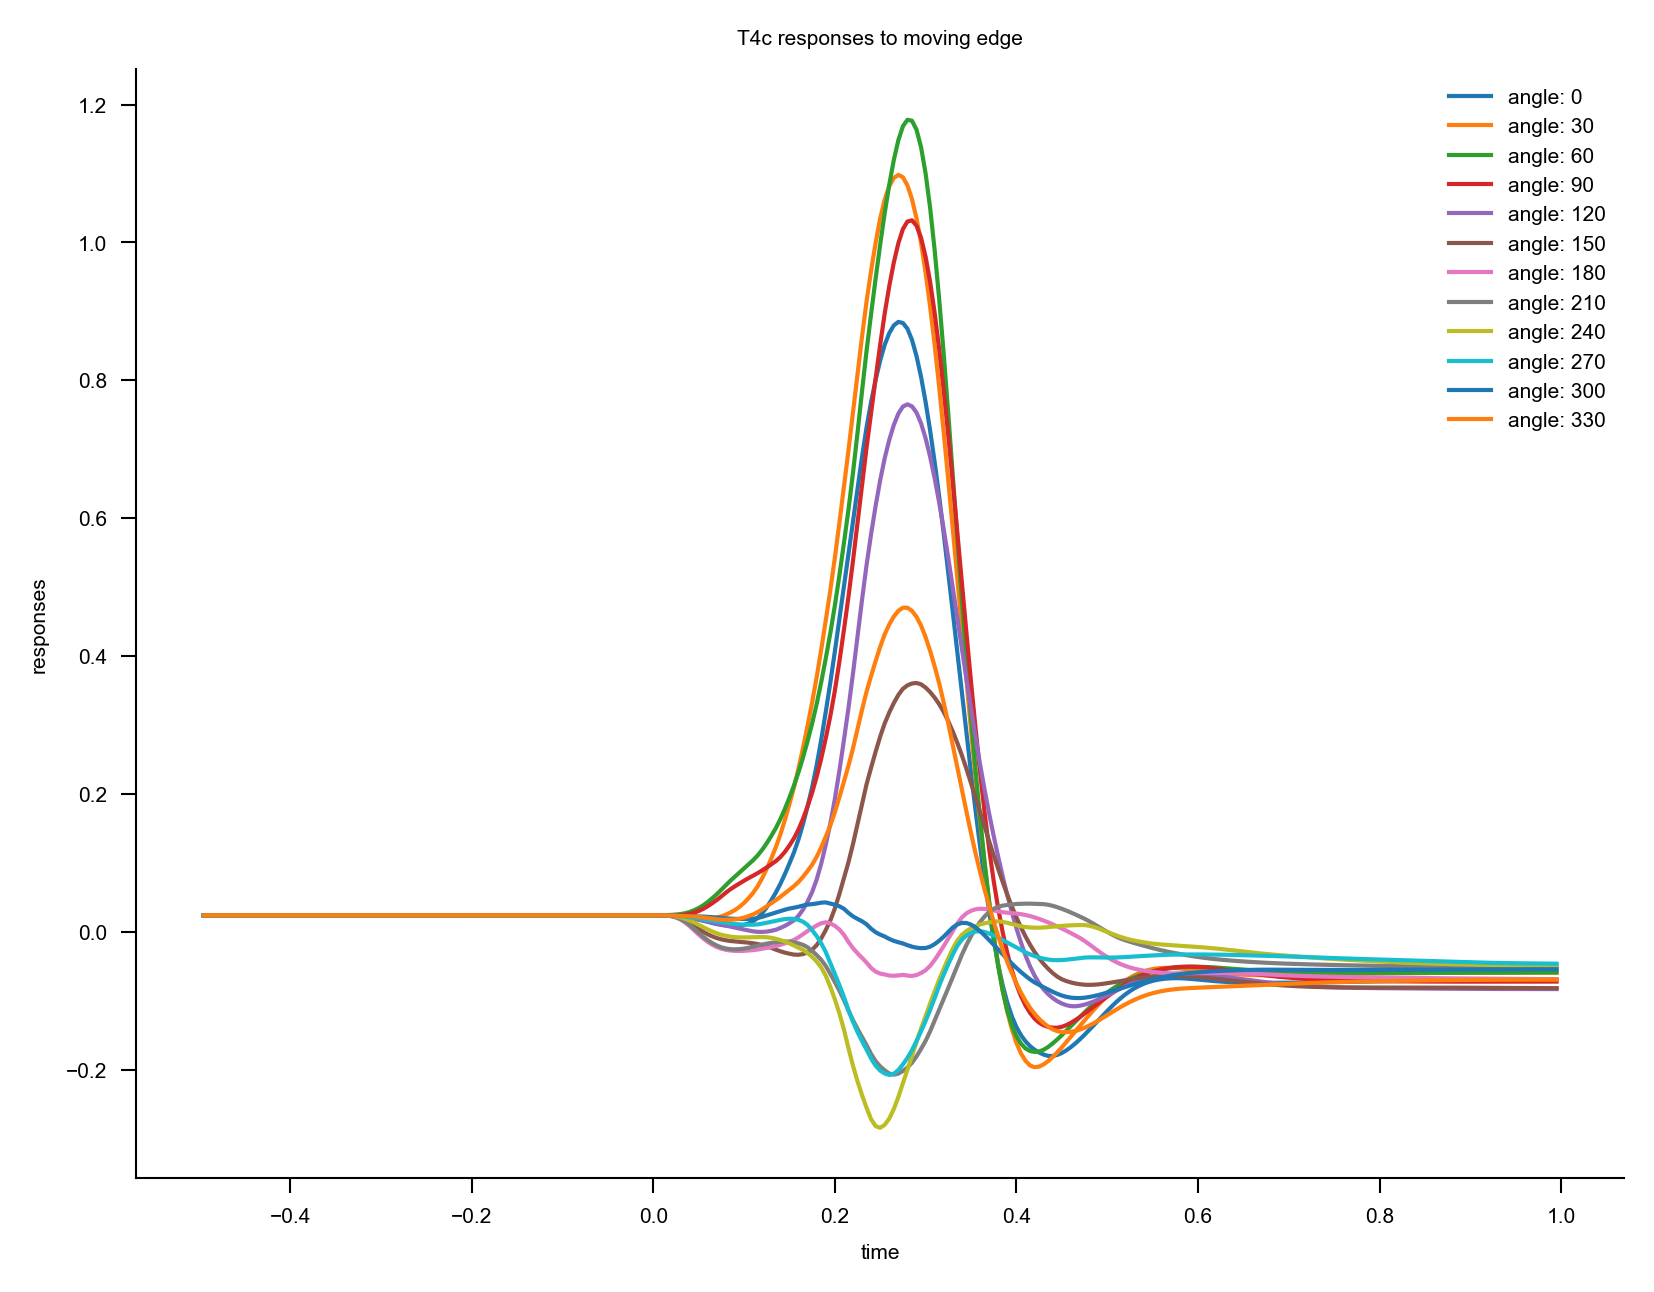 T4c responses to moving edge
1.2
1.0
0.8
0.6
0.4
0.2
0.0
−0.2
responses
−0.4
−0.2
0.0
0.2
0.4
0.6
0.8
1.0
time
angle: 0
angle: 30
angle: 60
angle: 90
angle: 120
angle: 150
angle: 180
angle: 210
angle: 240
angle: 270
angle: 300
angle: 330